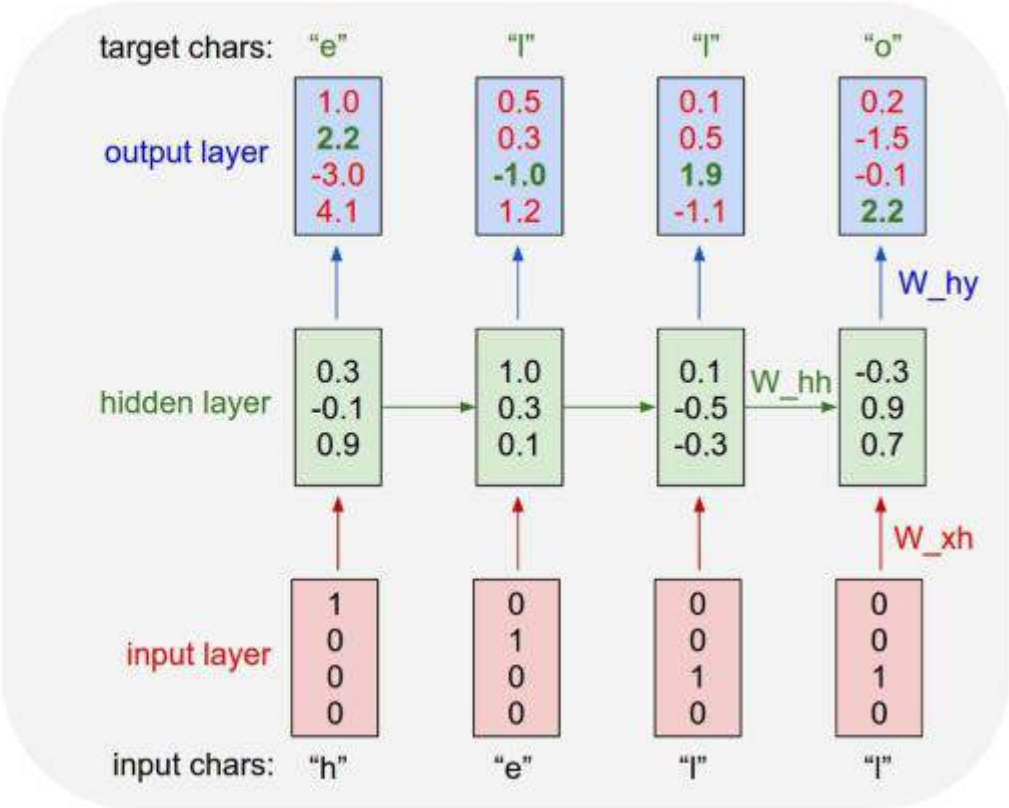 target chars: “e” “l” “l” “o”
1.0 0.5 0.1 0.2
2.2 0.3 0.5 -1.5
output layer
-3.0 -1.0 1.9 -0.1
4.1 1.2 -1.1 2.2
W_hy
0.3 1.0 0.1 -0.3
W_hh
hidden layer -0.1 0.3 -0.5 0.9
0.9 0.1 -0.3 0.7
W_xh
1 0 0 0
0 1 0 0
input layer
0 0 1 1
0 0 0 0
input chars: “h” “e” “l” “l”